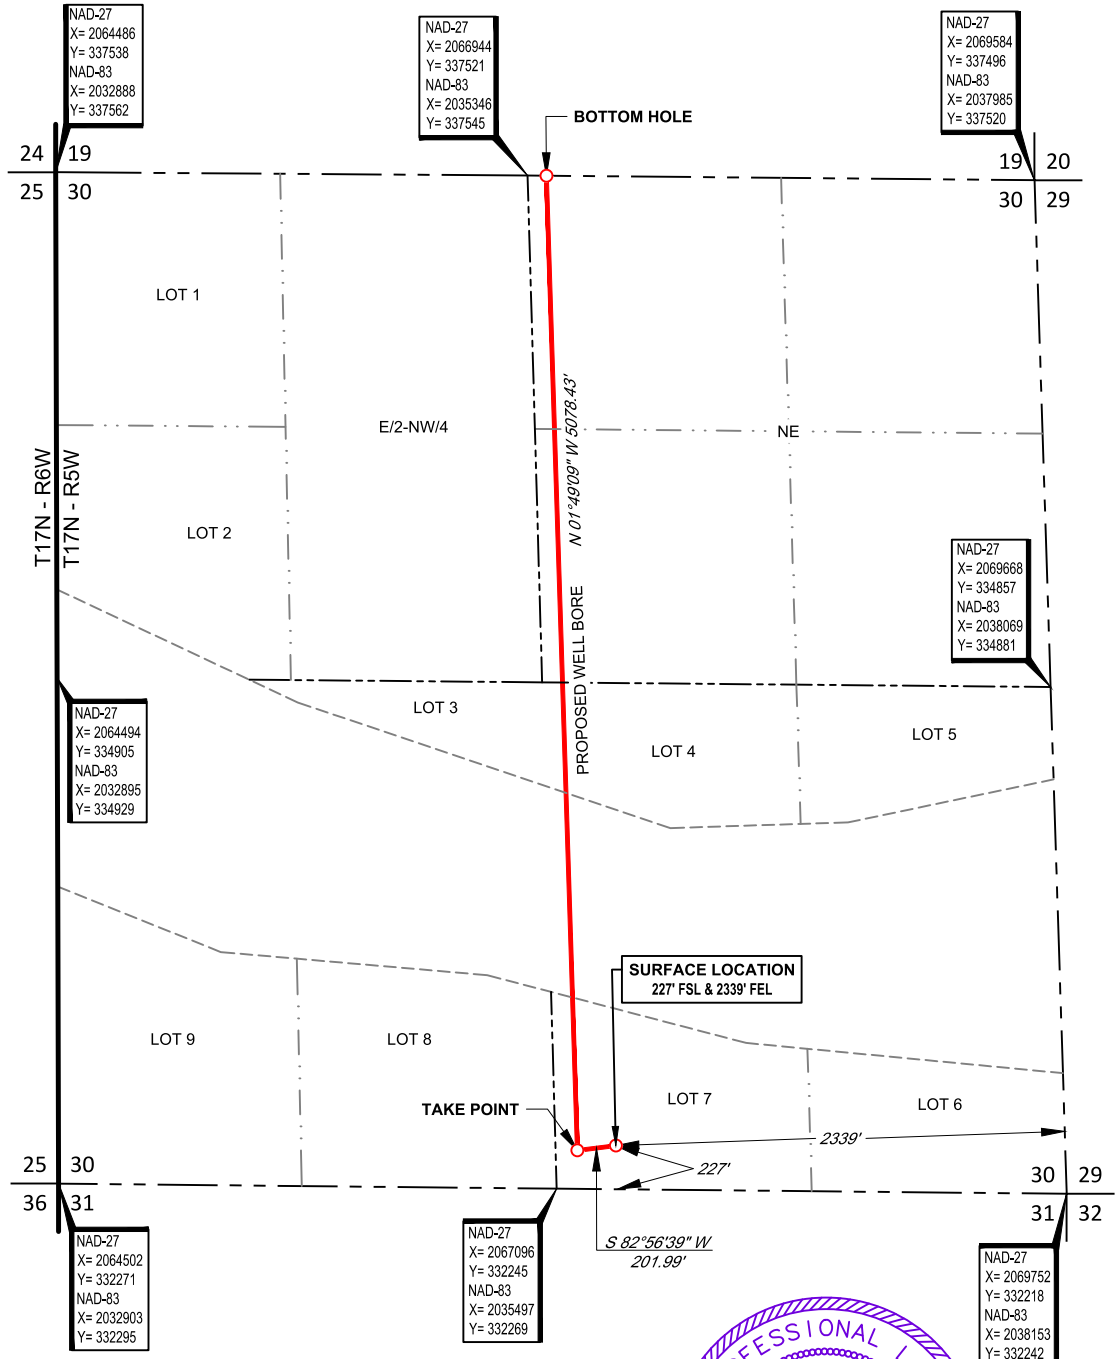 NAD-27
X= 2064486
Y= 337538
NAD-83
X= 2032888
Y= 337562
NAD-27
X= 2066944
Y= 337521
NAD-83
X= 2035346
Y= 337545
NAD-27
X= 2069584
Y= 337496
NAD-83
X= 2037985
Y= 337520
BOTTOM HOLE
24 19
25 30
19 20
30 29
LOT 1
E/2-NW/4
NE
LOT 2
T17N - R6W
T17N - R5W
N 01°49'09" W 5078.43'
PROPOSED WELL BORE
NAD-27
X= 2069668
Y= 334857
NAD-83
X= 2038069
Y= 334881
NAD-27
X= 2064494
Y= 334905
NAD-83
X= 2032895
Y= 334929
LOT 3
LOT 4
LOT 5
SURFACE LOCATION
227' FSL & 2339' FEL
LOT 9
LOT 8
LOT 7
LOT 6
TAKE POINT
2339'
227'
25 30
36 31
30 29
31 32
S 82°56'39" W
201.99'
NAD-27
X= 2064502
Y= 332271
NAD-83
X= 2032903
Y= 332295
NAD-27
X= 2067096
Y= 332245
NAD-83
X= 2035497
Y= 332269
NAD-27
X= 2069752
Y= 332218
NAD-83
X= 2038153
Y= 332242
FESSIONAL